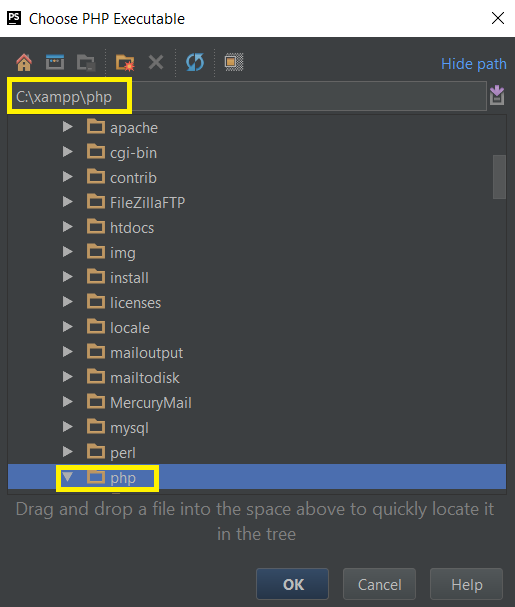 PS Choose PHP Executable
Hide path
C:\xampp\php
apache
cgi-bin
contrib
FileZillaFTP
htdocs
img
install
licenses
locale
mailoutput
mailtodisk
MercuryMail
mysql
perl
php
Drag and drop a file into the space above to quickly locate it
in the tree
OK Cancel Help